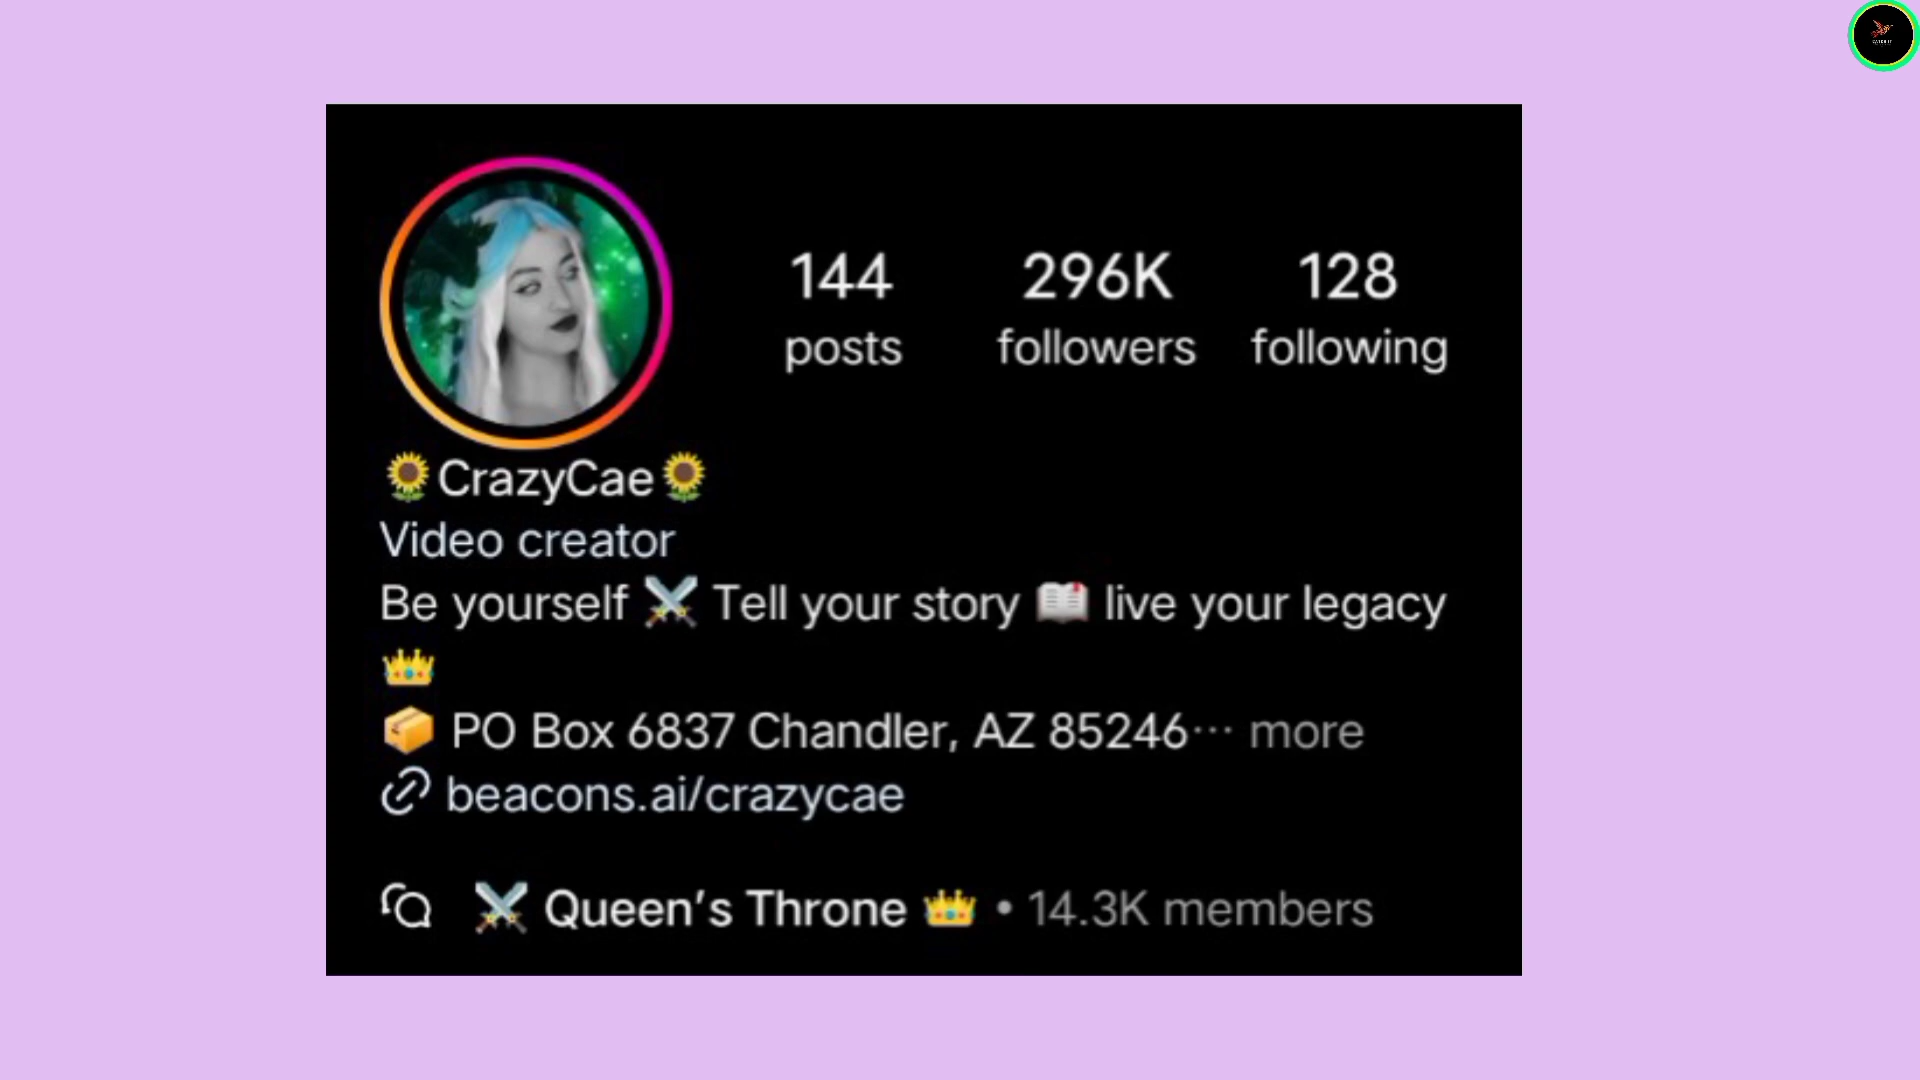 144 296K 128
posts followers following
🌻CrazyCae🌻
Video creator
Be yourself ⚔️ Tell your story 📖 live your legacy
👑
📦 PO Box 6837 Chandler, AZ 85246... more
beacons.ai/crazycae
⚔️ Queen's Throne 👑 • 14.3K members